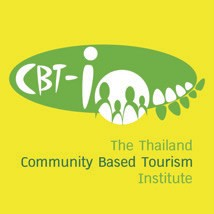 CBT-i
The Thailand
Community Based Tourism
Institute